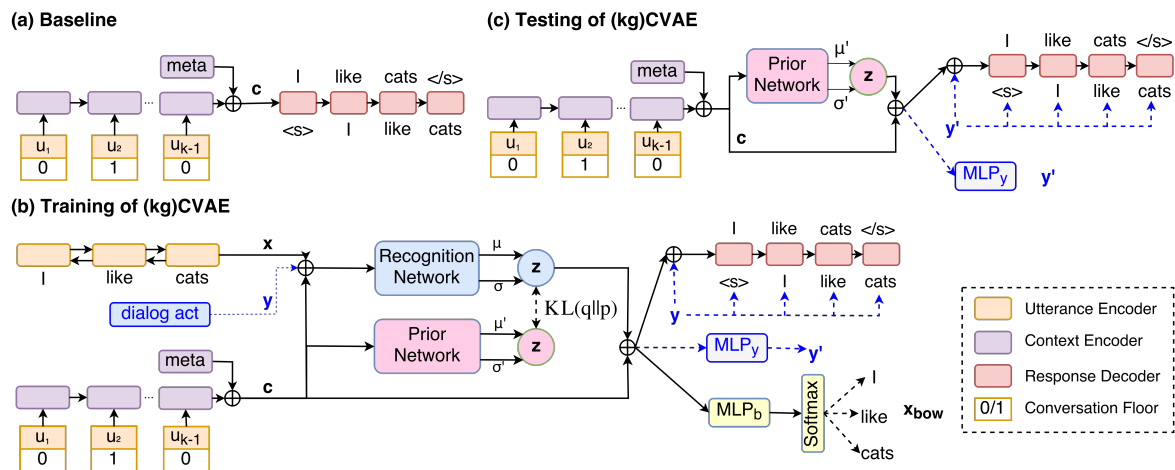 (a) Baseline
meta
c
I like cats </s>
<s> I like cats
...
u1 u2 uk-1
0 1 0
(c) Testing of (kg)CVAE
meta
Prior Network
μ'
σ'
z
c
I like cats </s>
<s> I like cats
y'
MLPy y'
...
u1 u2 uk-1
0 1 0
(b) Training of (kg)CVAE
I like cats
x
dialog act
y
Recognition Network
μ
σ
z
KL(q||p)
Prior Network
μ'
σ'
z
meta
c
...
u1 u2 uk-1
0 1 0
I like cats </s>
<s> I like cats
y
MLPy y'
MLPb
Softmax
I
like
cats
xbow
Utterance Encoder
Context Encoder
Response Decoder
0/1 Conversation Floor